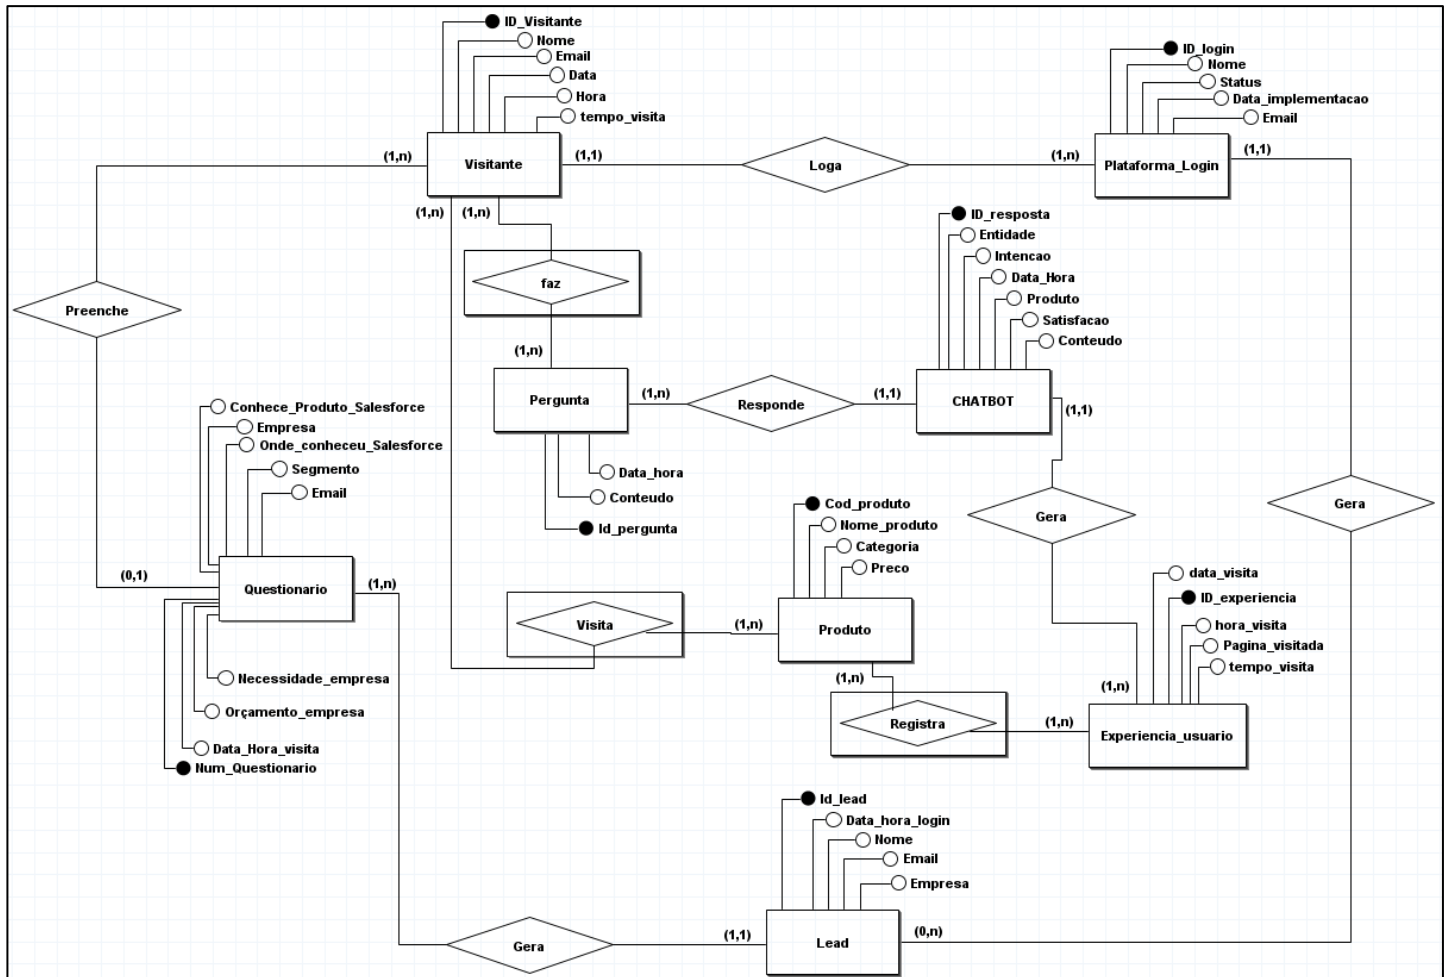 ID_Visitante
Nome
Email
Data
Hora
tempo_visita
Visitante
(1,n)
(1,1)
Loga
(1,n)
ID_login
Nome
Status
Data_implementacao
Email
Plataforma_Login
(1,1)
(1,n)
(1,n)
faz
(1,n)
Preenche
ID_resposta
Entidade
Intencao
Data_Hora
Produto
Satisfacao
Conteudo
CHATBOT
(1,1)
Pergunta
(1,n)
Responde
(1,1)
Data_hora
Conteudo
Id_pergunta
Conhece_Produto_Salesforce
Empresa
Onde_conheceu_Salesforce
Segmento
Email
Questionario
(0,1)
(1,n)
Necessidade_empresa
Orçamento_empresa
Data_Hora_visita
Num_Questionario
Cod_produto
Nome_produto
Categoria
Preco
Produto
Visita
(1,n)
(1,n)
Registra
(1,n)
Gera
Gera
data_visita
ID_experiencia
hora_visita
Pagina_visitada
tempo_visita
(1,n)
Experiencia_usuario
Id_lead
Data_hora_login
Nome
Email
Empresa
Gera
(1,1)
Lead
(0,n)